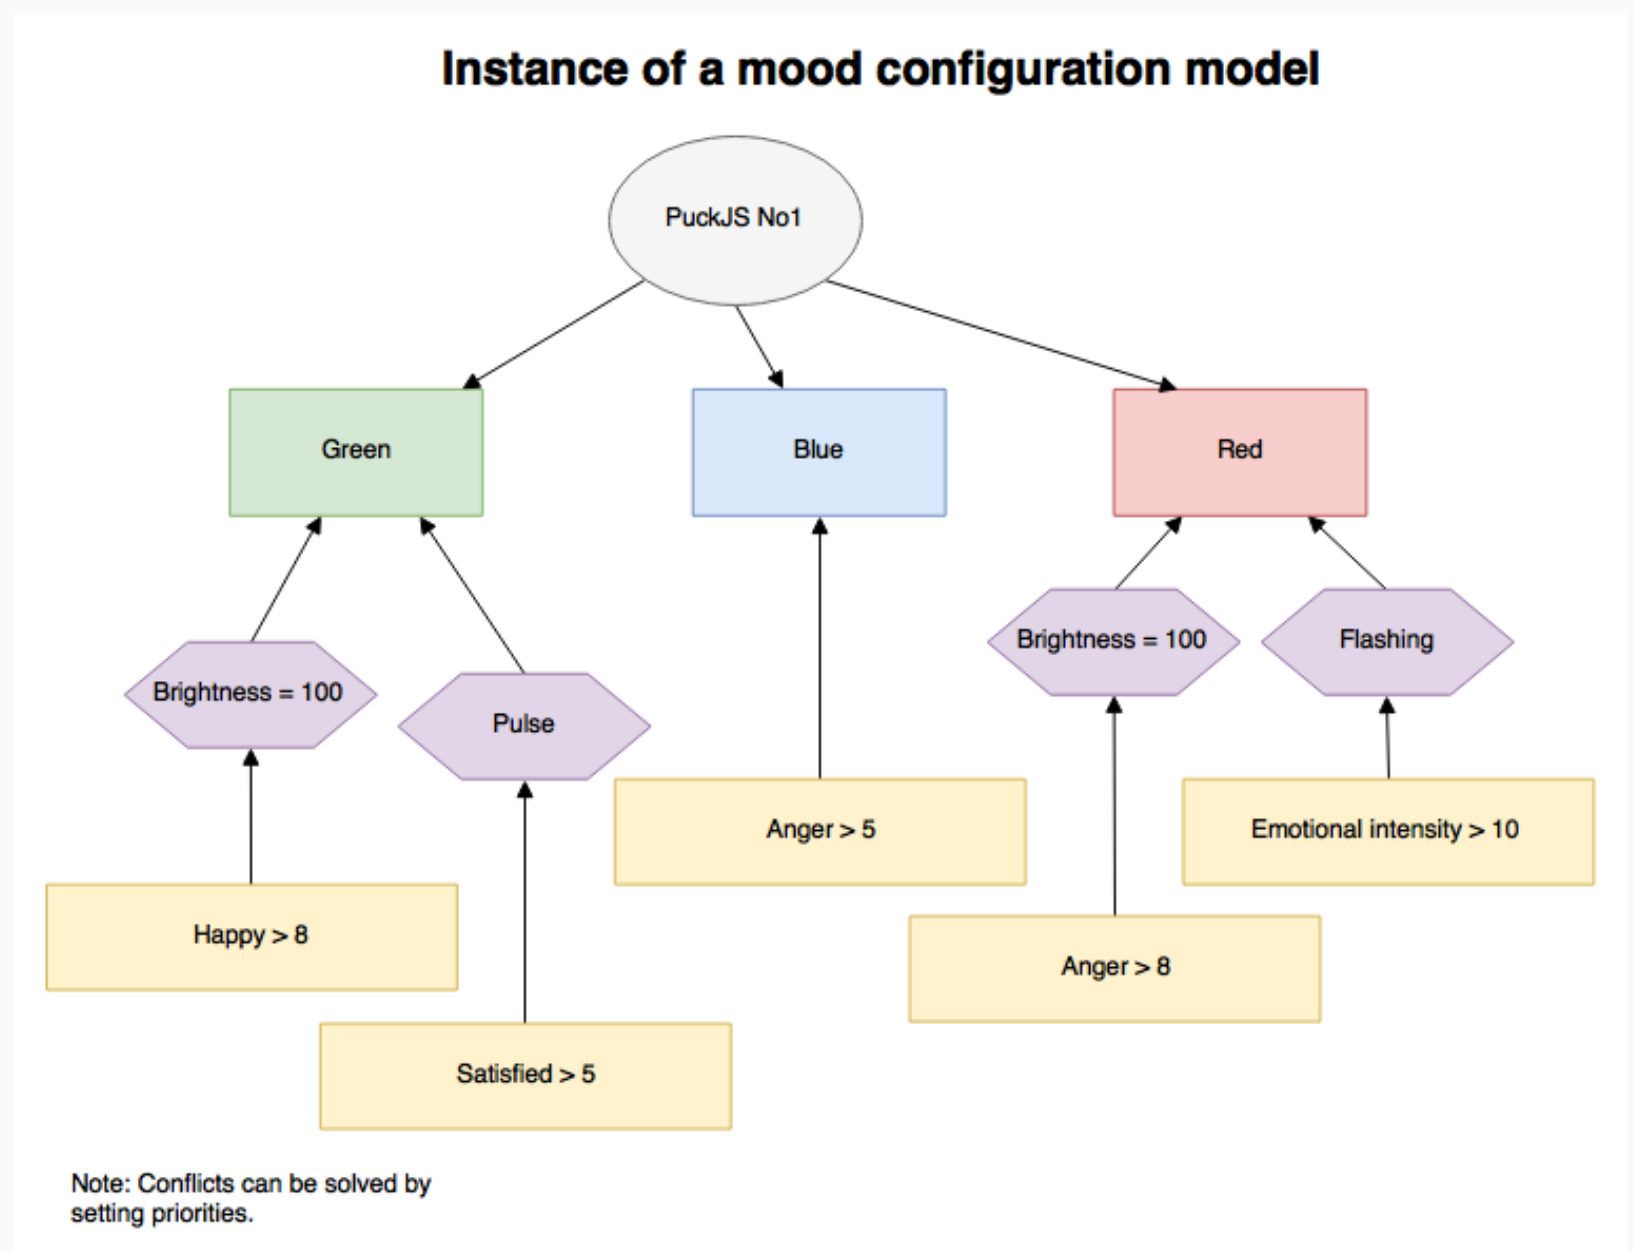 Instance of a mood configuration model
PuckJS No1
Green
Blue
Red
Brightness = 100
Pulse
Brightness = 100
Flashing
Anger > 5
Emotional intensity > 10
Happy > 8
Anger > 8
Satisfied > 5
Note: Conflicts can be solved by
setting priorities.